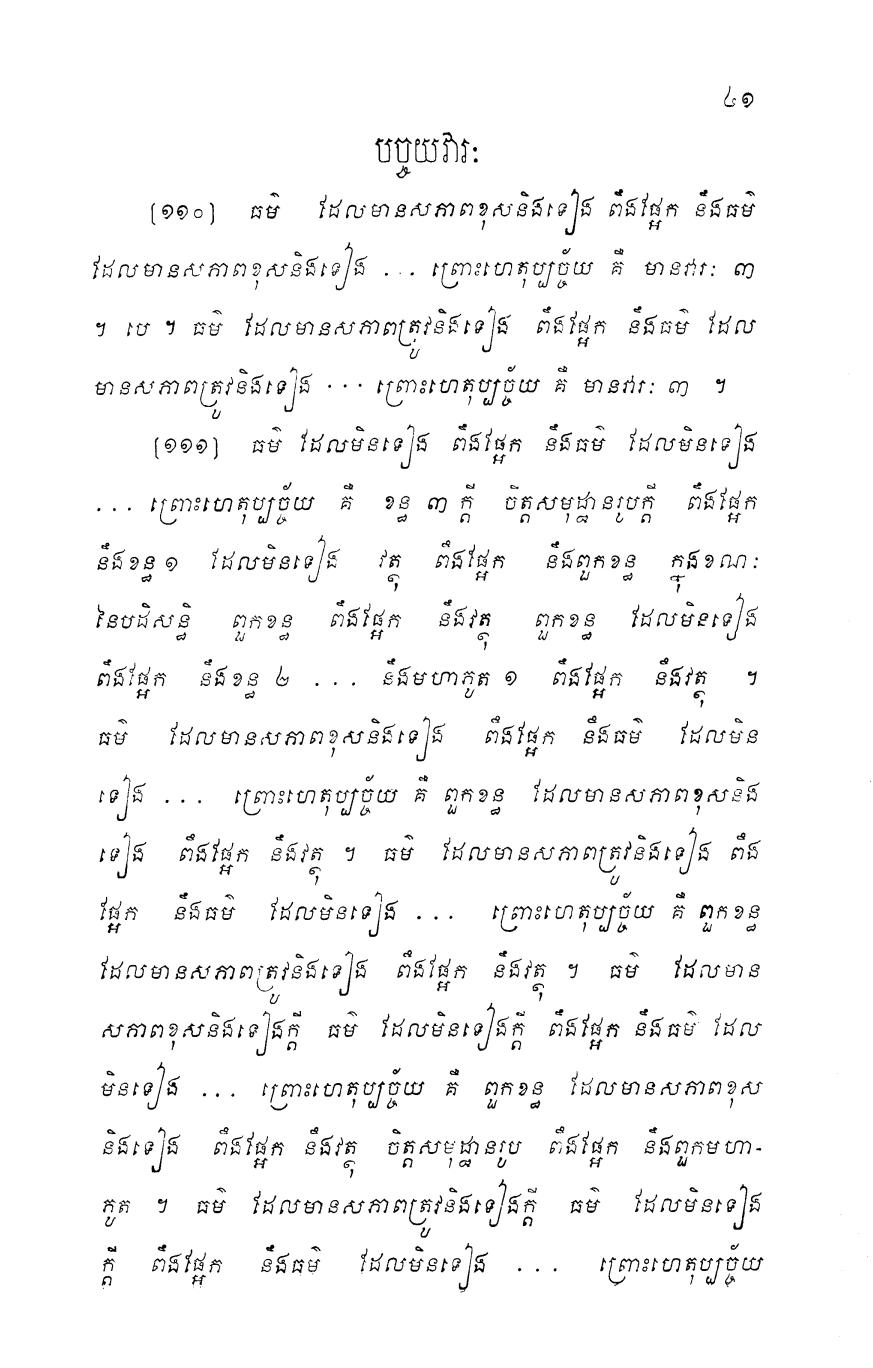 ៤១
បច្ចយវារៈ
[១១០] ធម៌ ដែលមានសភាពខុសនិងទៀង ពឹងផ្អែក នឹងធម៌
ដែលមានសភាពខុសនិងទៀង ... ព្រោះហេតុប្បច្ច័យ គឺ មានវារៈ ៣
។ បេ ។ ធម៌ ដែលមានសភាពត្រូវនិងទៀង ពឹងផ្អែក នឹងធម៌ ដែល
មានសភាពត្រូវនិងទៀង ... ព្រោះហេតុប្បច្ច័យ គឺ មានវារៈ ៣ ។
[១១១] ធម៌ ដែលមិនទៀង ពឹងផ្អែក នឹងធម៌ ដែលមិនទៀង
... ព្រោះហេតុប្បច្ច័យ គឺ ខន្ធ ៣ ក្តី ចិត្តសមុដ្ឋានរូបក្តី ពឹងផ្អែក
នឹងខន្ធ ១ ដែលមិនទៀង វត្ថុ ពឹងផ្អែក នឹងពួកខន្ធ ក្នុងខណៈ
នៃបដិសន្ធិ ពួកខន្ធ ពឹងផ្អែក នឹងវត្ថុ ពួកខន្ធ ដែលមិនទៀង
ពឹងផ្អែក នឹងខន្ធ ២ ... នឹងមហាភូត ១ ពឹងផ្អែក នឹងវត្ថុ ។
ធម៌ ដែលមានសភាពខុសនិងទៀង ពឹងផ្អែក នឹងធម៌ ដែលមិន
ទៀង ... ព្រោះហេតុប្បច្ច័យ គឺ ពួកខន្ធ ដែលមានសភាពខុសនិង
ទៀង ពឹងផ្អែក នឹងវត្ថុ ។ ធម៌ ដែលមានសភាពត្រូវនិងទៀង ពឹង
ផ្អែក នឹងធម៌ ដែលមិនទៀង ... ព្រោះហេតុប្បច្ច័យ គឺ ពួកខន្ធ
ដែលមានសភាពត្រូវនិងទៀង ពឹងផ្អែក នឹងវត្ថុ ។ ធម៌ ដែលមាន
សភាពខុសនិងទៀងក្តី ធម៌ ដែលមិនទៀងក្តី ពឹងផ្អែក នឹងធម៌ ដែល
មិនទៀង ... ព្រោះហេតុប្បច្ច័យ គឺ ពួកខន្ធ ដែលមានសភាពខុស
និងទៀង ពឹងផ្អែក នឹងវត្ថុ ចិត្តសមុដ្ឋានរូប ពឹងផ្អែក នឹងពួកមហា-
ភូត ។ ធម៌ ដែលមានសភាពត្រូវនិងទៀងក្តី ធម៌ ដែលមិនទៀង
ក្តី ពឹងផ្អែក នឹងធម៌ ដែលមិនទៀង ... ព្រោះហេតុប្បច្ច័យ